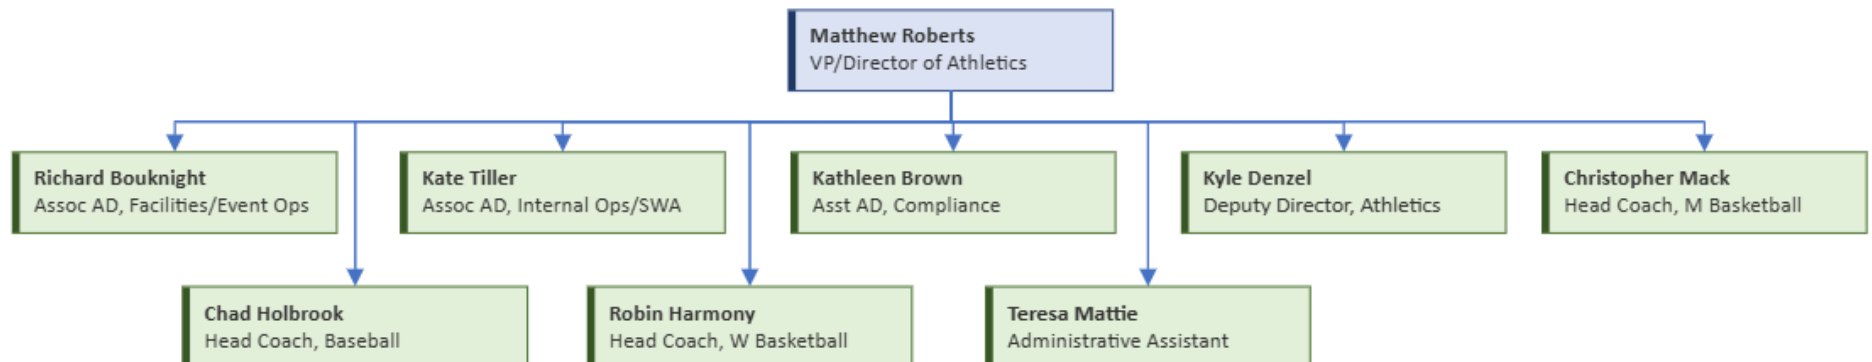 Matthew Roberts
VP/Director of Athletics
Richard Bouknight
Assoc AD, Facilities/Event Ops
Kate Tiller
Assoc AD, Internal Ops/SWA
Kathleen Brown
Asst AD, Compliance
Kyle Denzel
Deputy Director, Athletics
Christopher Mack
Head Coach, M Basketball
Chad Holbrook
Head Coach, Baseball
Robin Harmony
Head Coach, W Basketball
Teresa Mattie
Administrative Assistant